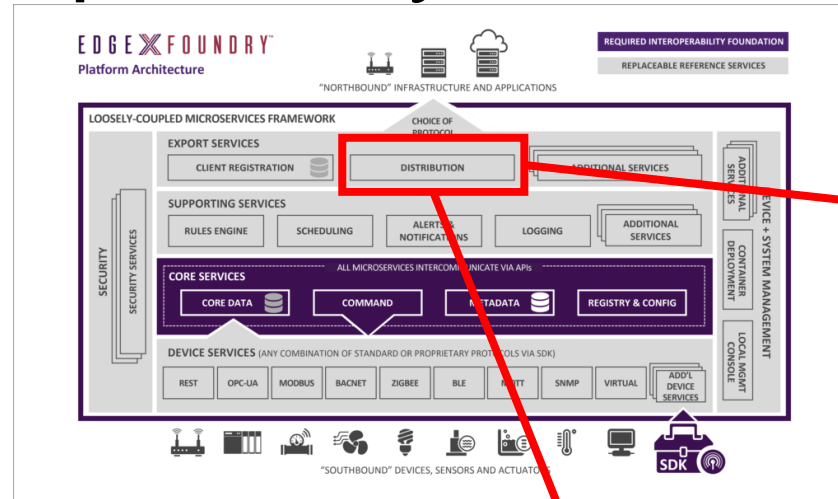 EDGE X FOUNDRY™
Platform Architecture
REQUIRED INTEROPERABILITY FOUNDATION
REPLACEABLE REFERENCE SERVICES
"NORTHBOUND" INFRASTRUCTURE AND APPLICATIONS
LOOSELY-COUPLED MICROSERVICES FRAMEWORK
CHOICE OF
PROTOCOL
EXPORT SERVICES
CLIENT REGISTRATION
DISTRIBUTION
ADDITIONAL SERVICES
SUPPORTING SERVICES
RULES ENGINE
SCHEDULING
ALERTS &
NOTIFICATIONS
LOGGING
ADDITIONAL
SERVICES
ALL MICROSERVICES INTERCOMMUNICATE VIA APIs
CORE SERVICES
CORE DATA
COMMAND
METADATA
REGISTRY & CONFIG
DEVICE SERVICES (ANY COMBINATION OF STANDARD OR PROPRIETARY PROTOCOLS VIA SDK)
REST
OPC-UA
MODBUS
BACNET
ZIGBEE
BLE
MQTT
SNMP
VIRTUAL
ADD'L
DEVICE
SERVICES
SECURITY
SECURITY SERVICES
ADDITIONAL
SERVICES
CONTAINER
DEPLOYMENT
LOCAL MGMT
CONSOLE
DEVICE + SYSTEM MANAGEMENT
"SOUTHBOUND" DEVICES, SENSORS AND ACTUATORS
SDK